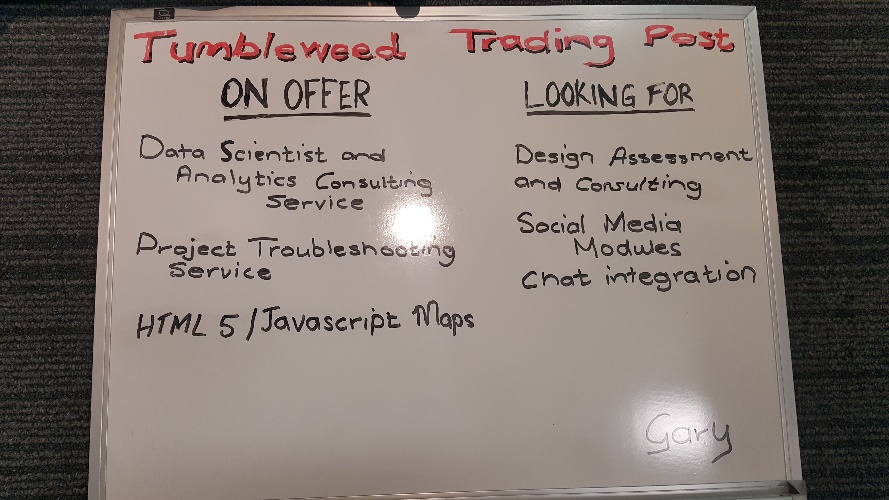 Tumbleweed Trading Post
ON OFFER
Data Scientist and
Analytics Consulting
Service
Project Troubleshooting
Service
HTML 5 / Javascript Maps
LOOKING FOR
Design Assessment
and Consulting
Social Media
Modules
Chat integration
Gary